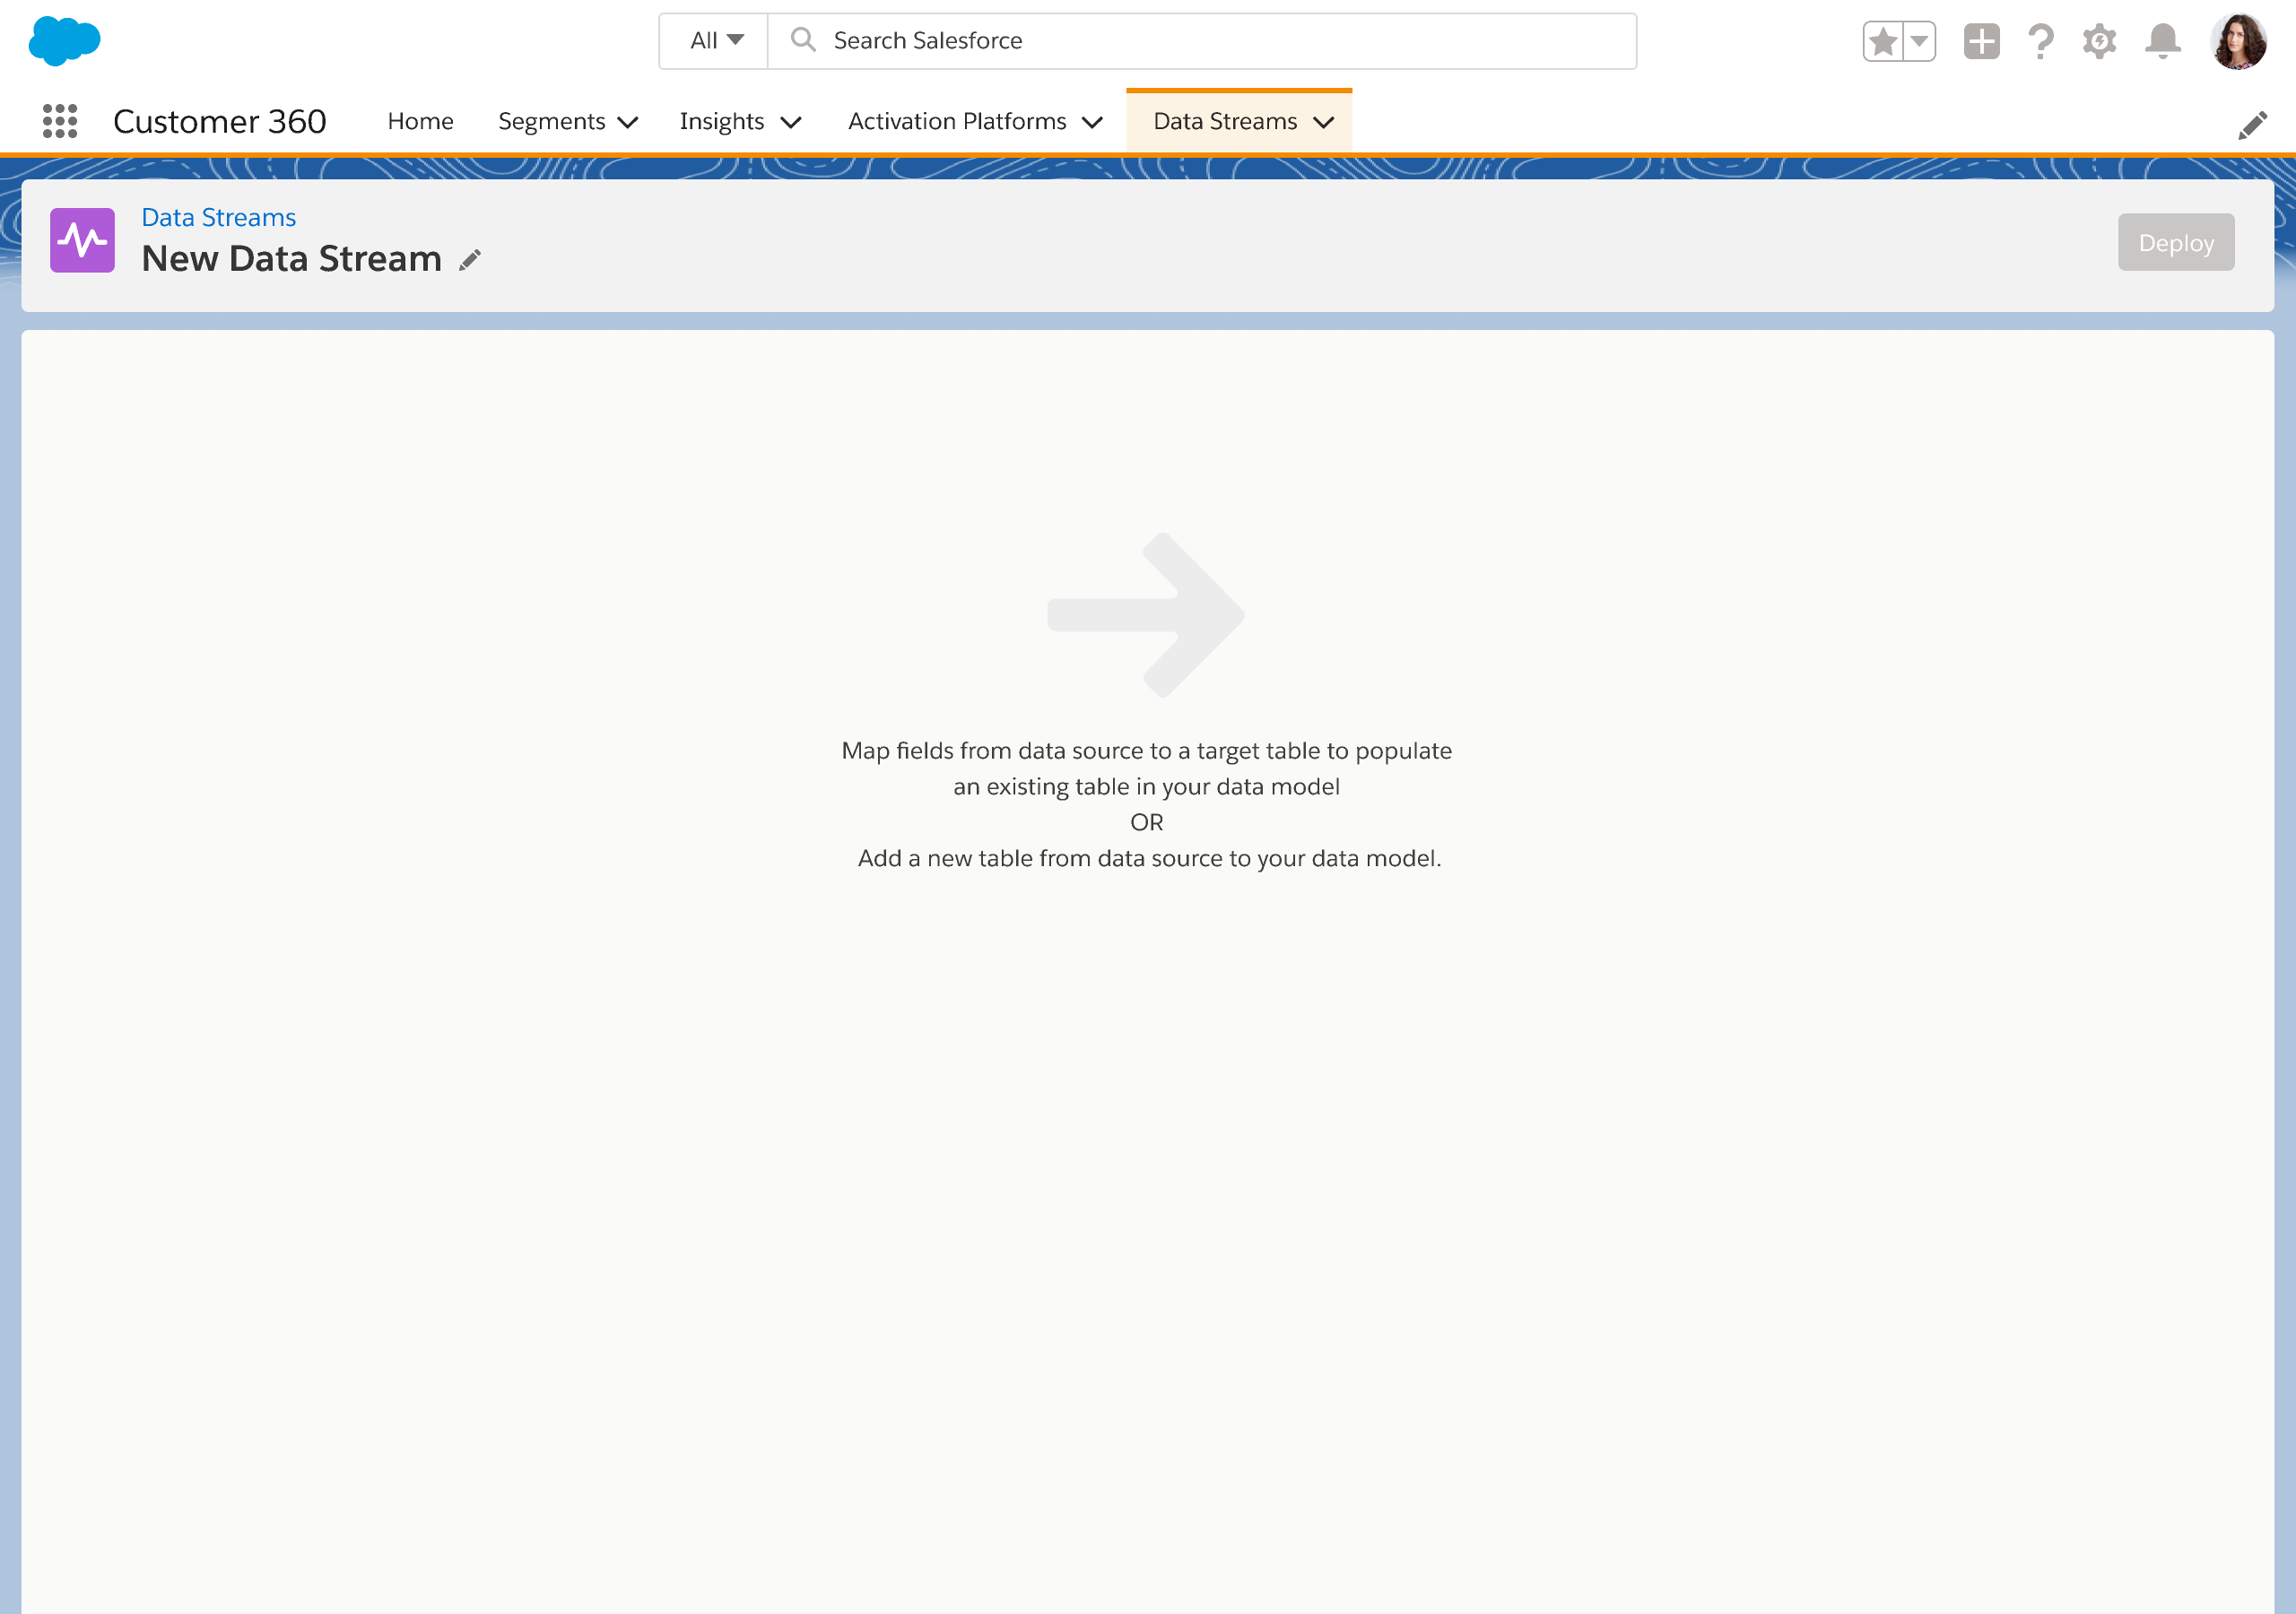 All
Search Salesforce
Customer 360
Home
Segments
Insights
Activation Platforms
Data Streams
Data Streams
New Data Stream
Deploy
Map fields from data source to a target table to populate
an existing table in your data model
OR
Add a new table from data source to your data model.